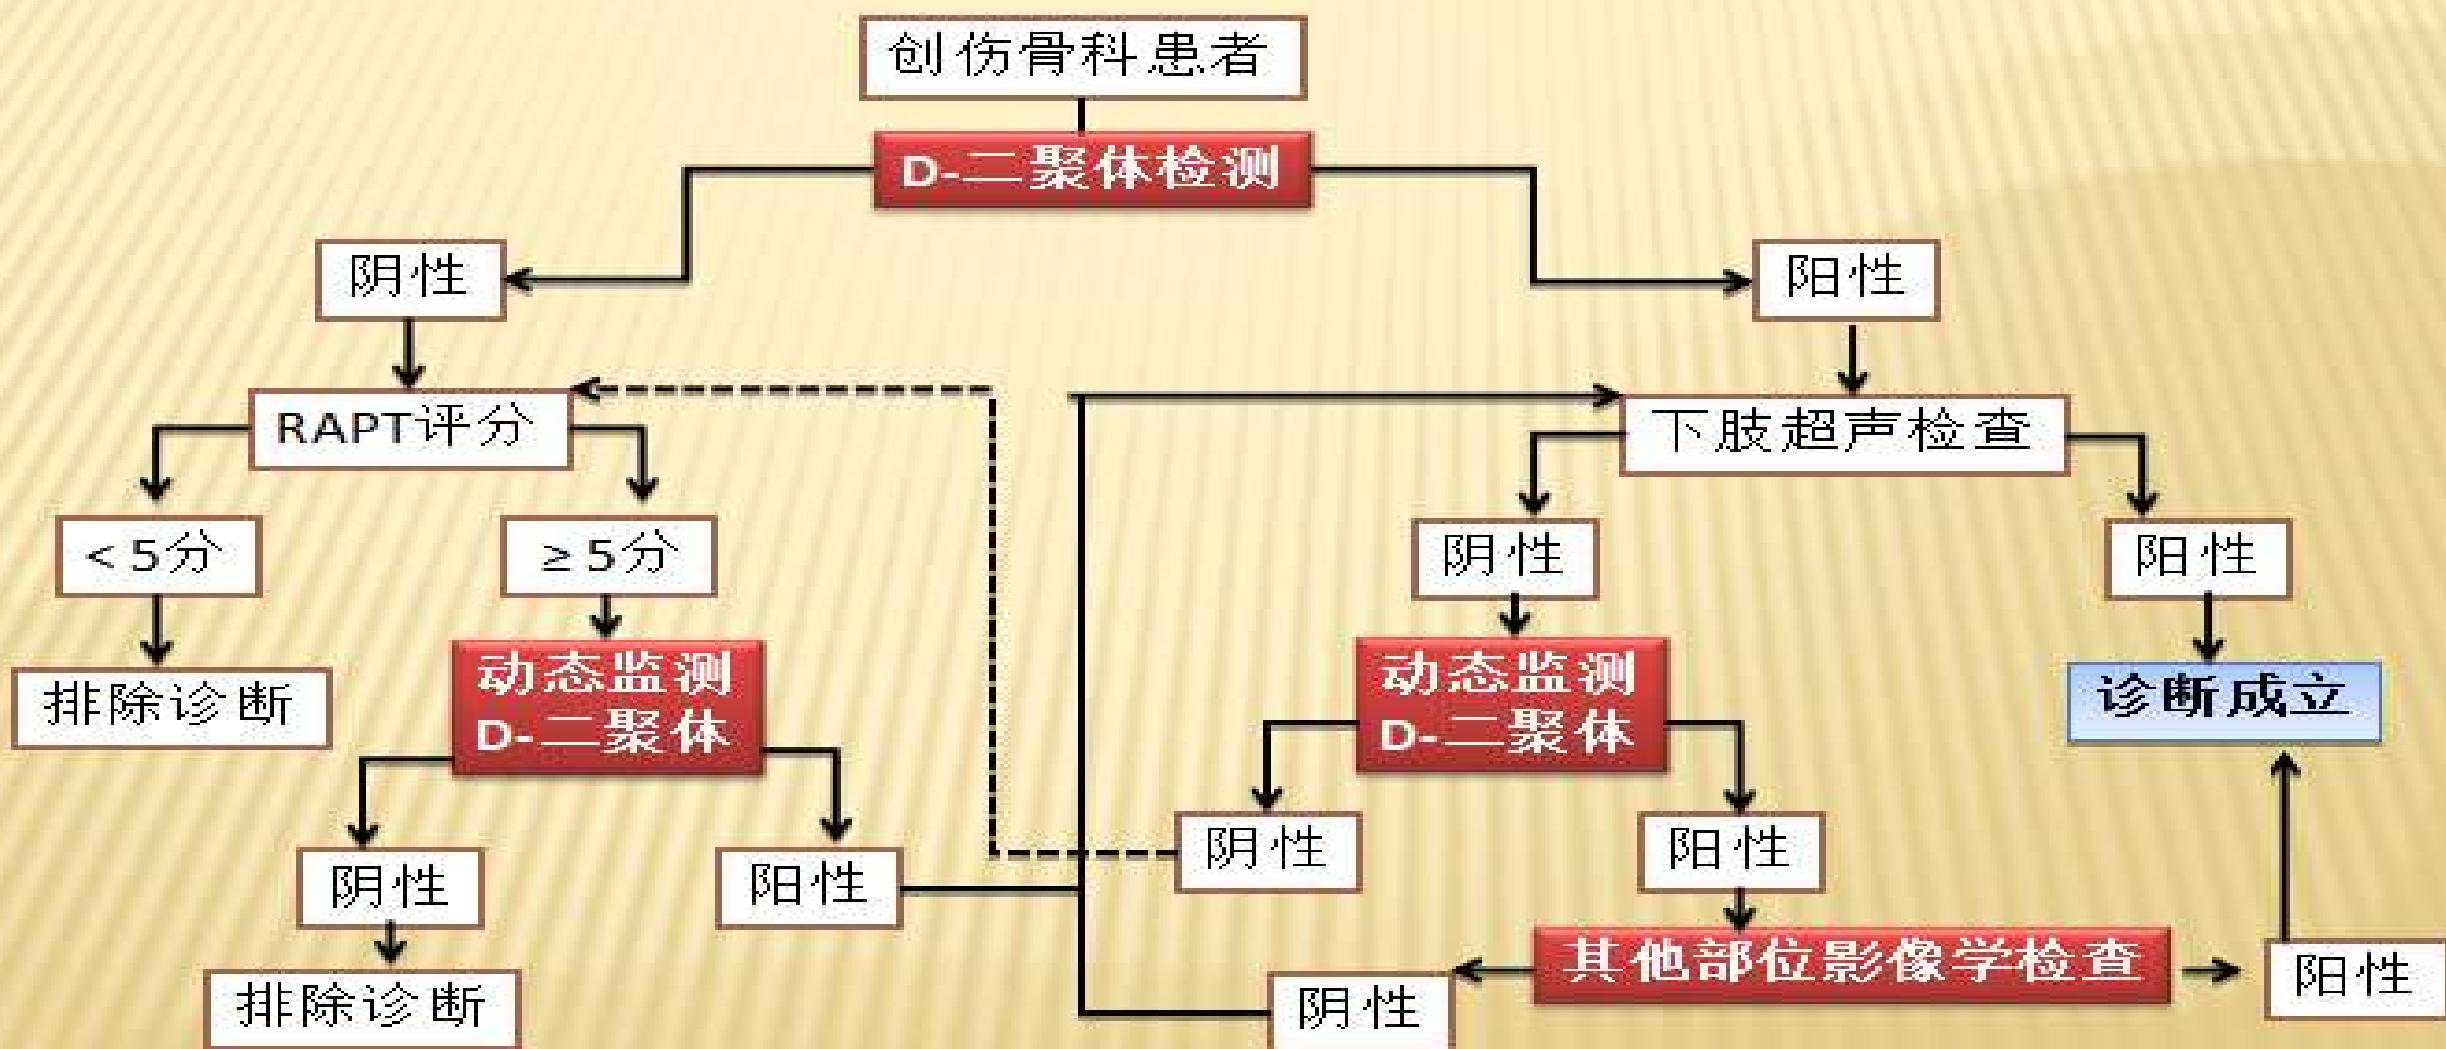 创伤骨科患者
D-二聚体检测
阴性
阳性
RAPT评分
下肢超声检查
<5分
≥5分
阴性
阳性
排除诊断
动态监测
D-二聚体
动态监测
D-二聚体
诊断成立
阴性
阳性
阴性
阳性
排除诊断
其他部位影像学检查
阴性
阳性